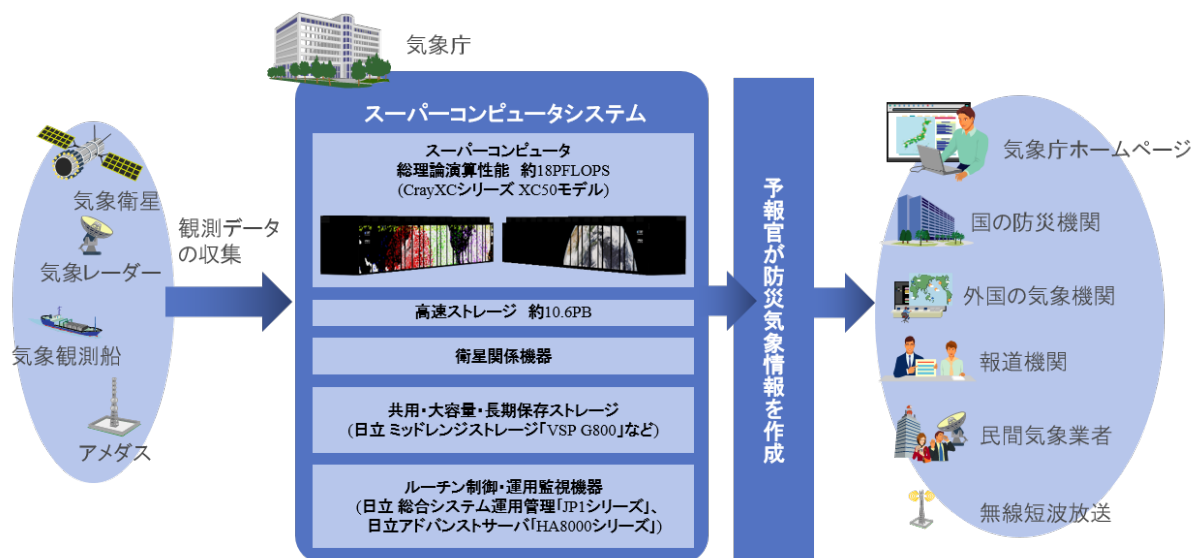 気象庁
気象衛星
気象レーダー
気象観測船
アメダス
観測データ
の収集
スーパーコンピュータシステム
スーパーコンピュータ
総理論演算性能 約18PFLOPS
(CrayXCシリーズ XC50モデル)
高速ストレージ 約10.6PB
衛星関係機器
共用・大容量・長期保存ストレージ
(日立 ミッドレンジストレージ「VSP G800」など)
ルーチン制御・運用監視機器
(日立 総合システム運用管理「JP1シリーズ」、
日立アドバンストサーバ「HA8000シリーズ」)
予報官が防災気象情報を作成
気象庁ホームページ
国の防災機関
外国の気象機関
報道機関
民間気象業者
無線短波放送